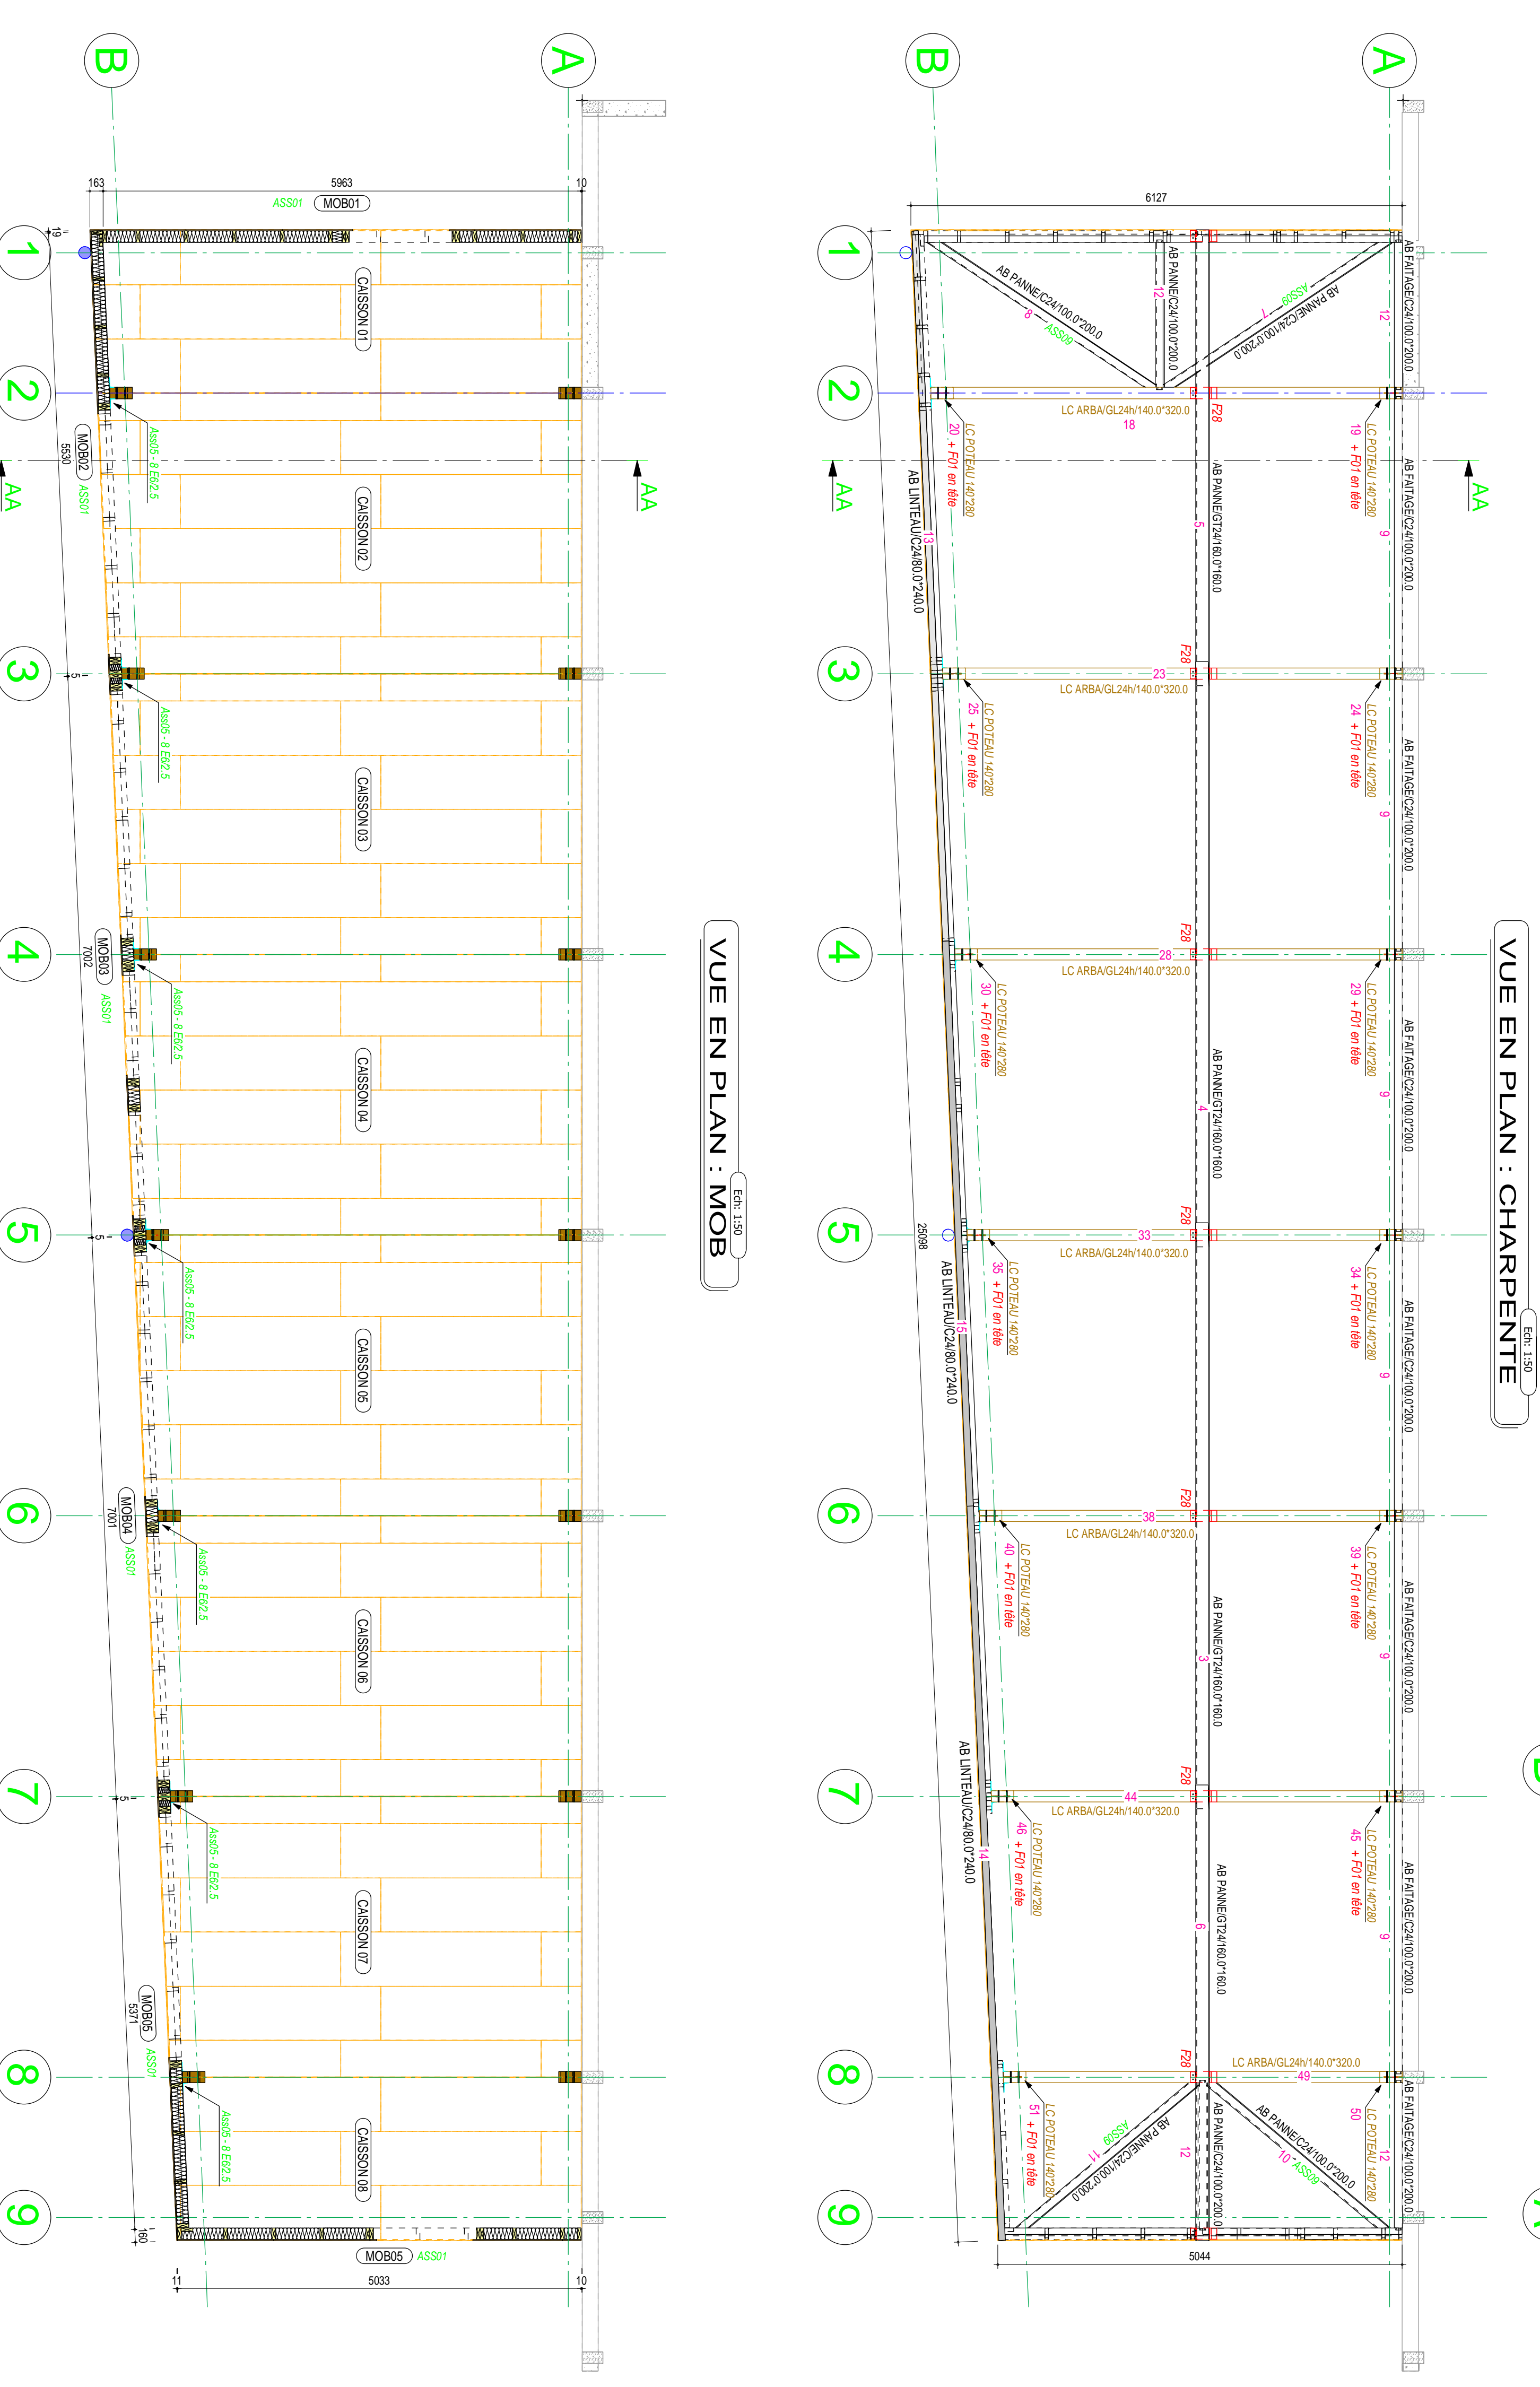 VUE EN PLAN : CHARPENTE
Ech: 1:50
A
B
6127
AB FAITAGE/C24/100.0*200.0
AB FAITAGE/C24/100.0*200.0
AB FAITAGE/C24/100.0*200.0
AB FAITAGE/C24/100.0*200.0
AB FAITAGE/C24/100.0*200.0
AB FAITAGE/C24/100.0*200.0
AB FAITAGE/C24/100.0*200.0
AB FAITAGE/C24/100.0*200.0
12
9
9
9
9
9
9
12
AA
AA
AB PANNE/C24/100.0*200.0
7
ASS09
AB PANNE/C24/100.0*200.0
12
AB PANNE/C24/100.0*200.0
8
ASS09
LC POTEAU 140*280
19 + F01 en tête
LC POTEAU 140*280
24 + F01 en tête
LC POTEAU 140*280
29 + F01 en tête
LC POTEAU 140*280
34 + F01 en tête
LC POTEAU 140*280
39 + F01 en tête
LC POTEAU 140*280
45 + F01 en tête
LC POTEAU 140*280
50
F28
F28
F28
F28
F28
F28
F28
AB PANNE/GT24/160.0*160.0
5
AB PANNE/GT24/160.0*160.0
4
AB PANNE/GT24/160.0*160.0
3
AB PANNE/GT24/160.0*160.0
6
LC ARBA/GL24h/140.0*320.0
18
LC ARBA/GL24h/140.0*320.0
23
LC ARBA/GL24h/140.0*320.0
28
LC ARBA/GL24h/140.0*320.0
33
LC ARBA/GL24h/140.0*320.0
38
LC ARBA/GL24h/140.0*320.0
44
LC ARBA/GL24h/140.0*320.0
49
AB PANNE/C24/100.0*200.0
10
ASS09
AB PANNE/C24/100.0*200.0
12
AB PANNE/C24/100.0*200.0
11
ASS09
5044
LC POTEAU 140*280
20 + F01 en tête
LC POTEAU 140*280
25 + F01 en tête
LC POTEAU 140*280
30 + F01 en tête
LC POTEAU 140*280
35 + F01 en tête
LC POTEAU 140*280
40 + F01 en tête
LC POTEAU 140*280
46 + F01 en tête
LC POTEAU 140*280
51 + F01 en tête
13
AB LINTEAU/C24/80.0*240.0
15
AB LINTEAU/C24/80.0*240.0
14
AB LINTEAU/C24/80.0*240.0
25098
1
2
3
4
5
6
7
8
9
VUE EN PLAN : MOB
Ech: 1:50
A
B
AA
AA
10
5963
163
MOB01
ASS01
19
CAISSON 01
CAISSON 02
CAISSON 03
CAISSON 04
CAISSON 05
CAISSON 06
CAISSON 07
CAISSON 08
Ass05 - 8 E6/2.5
Ass05 - 8 E6/2.5
Ass05 - 8 E6/2.5
Ass05 - 8 E6/2.5
Ass05 - 8 E6/2.5
Ass05 - 8 E6/2.5
Ass05 - 8 E6/2.5
MOB02
5530
ASS01
5
MOB03
7002
ASS01
5
MOB04
7001
ASS01
5
MOB05
5371
ASS01
160
MOB05
ASS01
10
5033
11
1
2
3
4
5
6
7
8
9